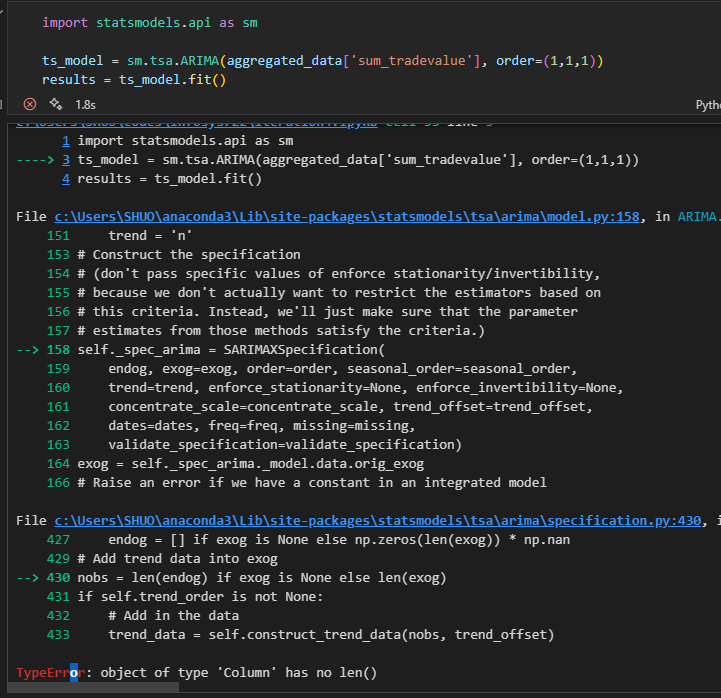 import statsmodels.api as sm
ts_model = sm.tsa.ARIMA(aggregated_data['sum_tradevalue'], order=(1,1,1))
results = ts_model.fit()
1.8s
Pyth
1 import statsmodels.api as sm
----> 3 ts_model = sm.tsa.ARIMA(aggregated_data['sum_tradevalue'], order=(1,1,1))
4 results = ts_model.fit()
File c:\Users\SHUO\anaconda3\Lib\site-packages\statsmodels\tsa\arima\model.py:158, in ARIMA.
151     trend = 'n'
153 # Construct the specification
154 # (don't pass specific values of enforce stationarity/invertibility,
155 # because we don't actually want to restrict the estimators based on
156 # this criteria. Instead, we'll just make sure that the parameter
157 # estimates from those methods satisfy the criteria.)
--> 158 self._spec_arima = SARIMAXSpecification(
159     endog, exog=exog, order=order, seasonal_order=seasonal_order,
160     trend=trend, enforce_stationarity=None, enforce_invertibility=None,
161     concentrate_scale=concentrate_scale, trend_offset=trend_offset,
162     dates=dates, freq=freq, missing=missing,
163     validate_specification=validate_specification)
164 exog = self._spec_arima._model.data.orig_exog
166 # Raise an error if we have a constant in an integrated model
File c:\Users\SHUO\anaconda3\Lib\site-packages\statsmodels\tsa\arima\specification.py:430, i
427     endog = [] if exog is None else np.zeros(len(exog)) * np.nan
429 # Add trend data into exog
--> 430 nobs = len(endog) if exog is None else len(exog)
431 if self.trend_order is not None:
432     # Add in the data
433     trend_data = self.construct_trend_data(nobs, trend_offset)
TypeError: object of type 'Column' has no len()